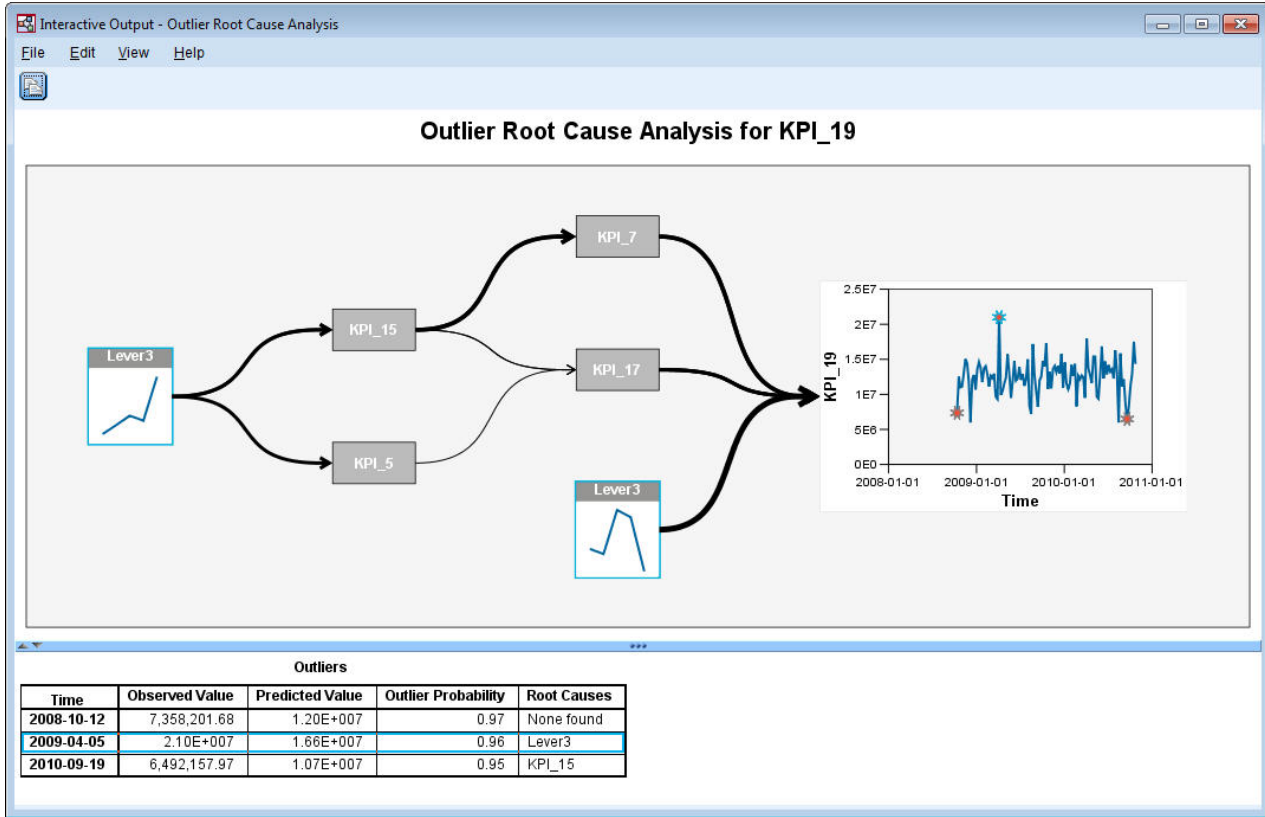 Interactive Output - Outlier Root Cause Analysis
File Edit View Help
Outlier Root Cause Analysis for KPI_19
KPI_7
KPI_15
KPI_17
Lever3
KPI_5
Lever3
2.5E7
2E7
1.5E7
1E7
5E6
0E0
KPI_19
2008-01-01 2009-01-01 2010-01-01 2011-01-01
Time
Outliers
Time Observed Value Predicted Value Outlier Probability Root Causes
2008-10-12 7,358,201.68 1.20E+007 0.97 None found
2009-04-05 2.10E+007 1.66E+007 0.96 Lever3
2010-09-19 6,492,157.97 1.07E+007 0.95 KPI_15